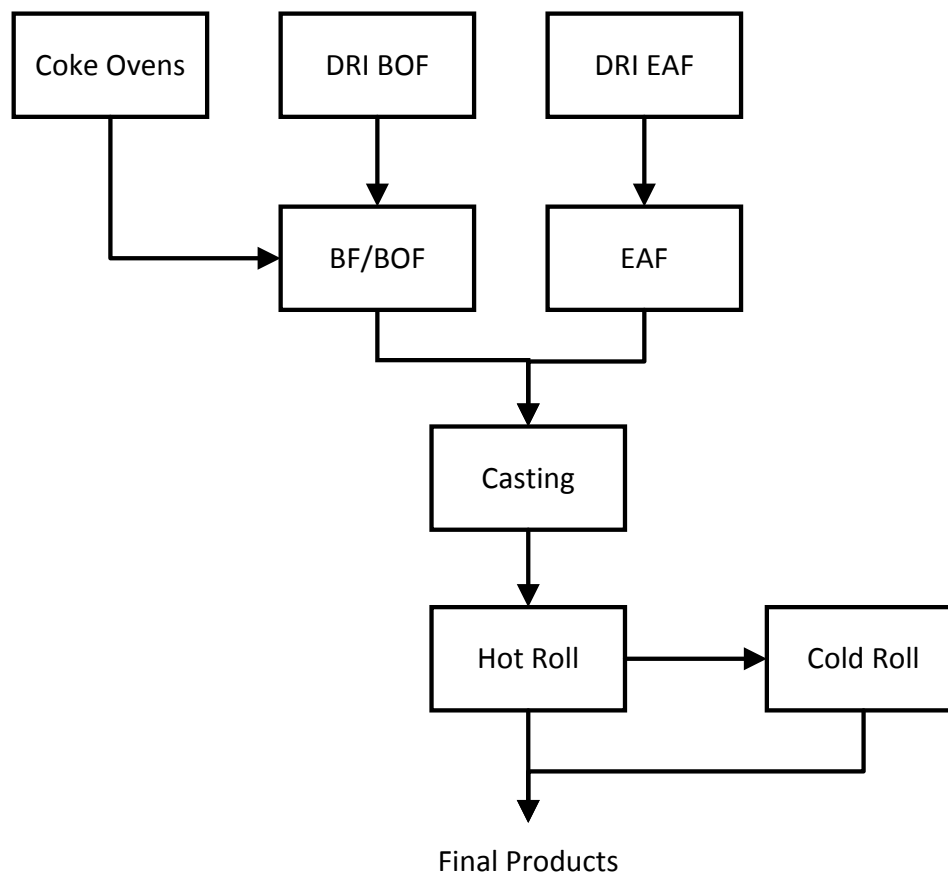 Coke Ovens
DRI BOF
DRI EAF
BF/BOF
EAF
Casting
Hot Roll
Cold Roll
Final Products